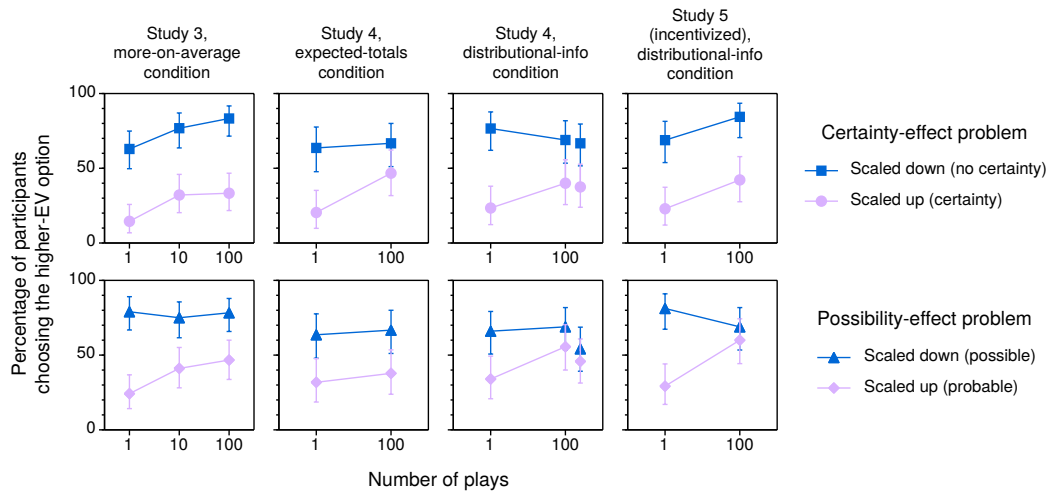 Study 3,
more-on-average
condition
Study 4,
expected-totals
condition
Study 4,
distributional-info
condition
Study 5
(incentivized),
distributional-info
condition
Percentage of participants
choosing the higher-EV option
100
50
0
1 10 100
1 100
1 100
1 100
Certainty-effect problem
Scaled down (no certainty)
Scaled up (certainty)
100
50
0
1 10 100
1 100
1 100
1 100
Possibility-effect problem
Scaled down (possible)
Scaled up (probable)
Number of plays